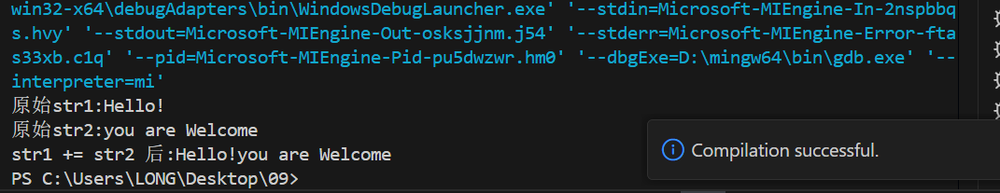 win32-x64\debugAdapters\bin\WindowsDebugLauncher.exe' '--stdin=Microsoft-MIEngine-In-2nspbbq
s.hvy' '--stdout=Microsoft-MIEngine-Out-osksjjnm.j54' '--stderr=Microsoft-MIEngine-Error-fta
s33xb.c1q' '--pid=Microsoft-MIEngine-Pid-pu5dwzwr.hm0' '--dbgExe=D:\mingw64\bin\gdb.exe' '--
interpreter=mi'
原始str1:Hello!
原始str2:you are Welcome
str1 += str2 后:Hello!you are Welcome
PS C:\Users\LONG\Desktop\09>
Compilation successful.